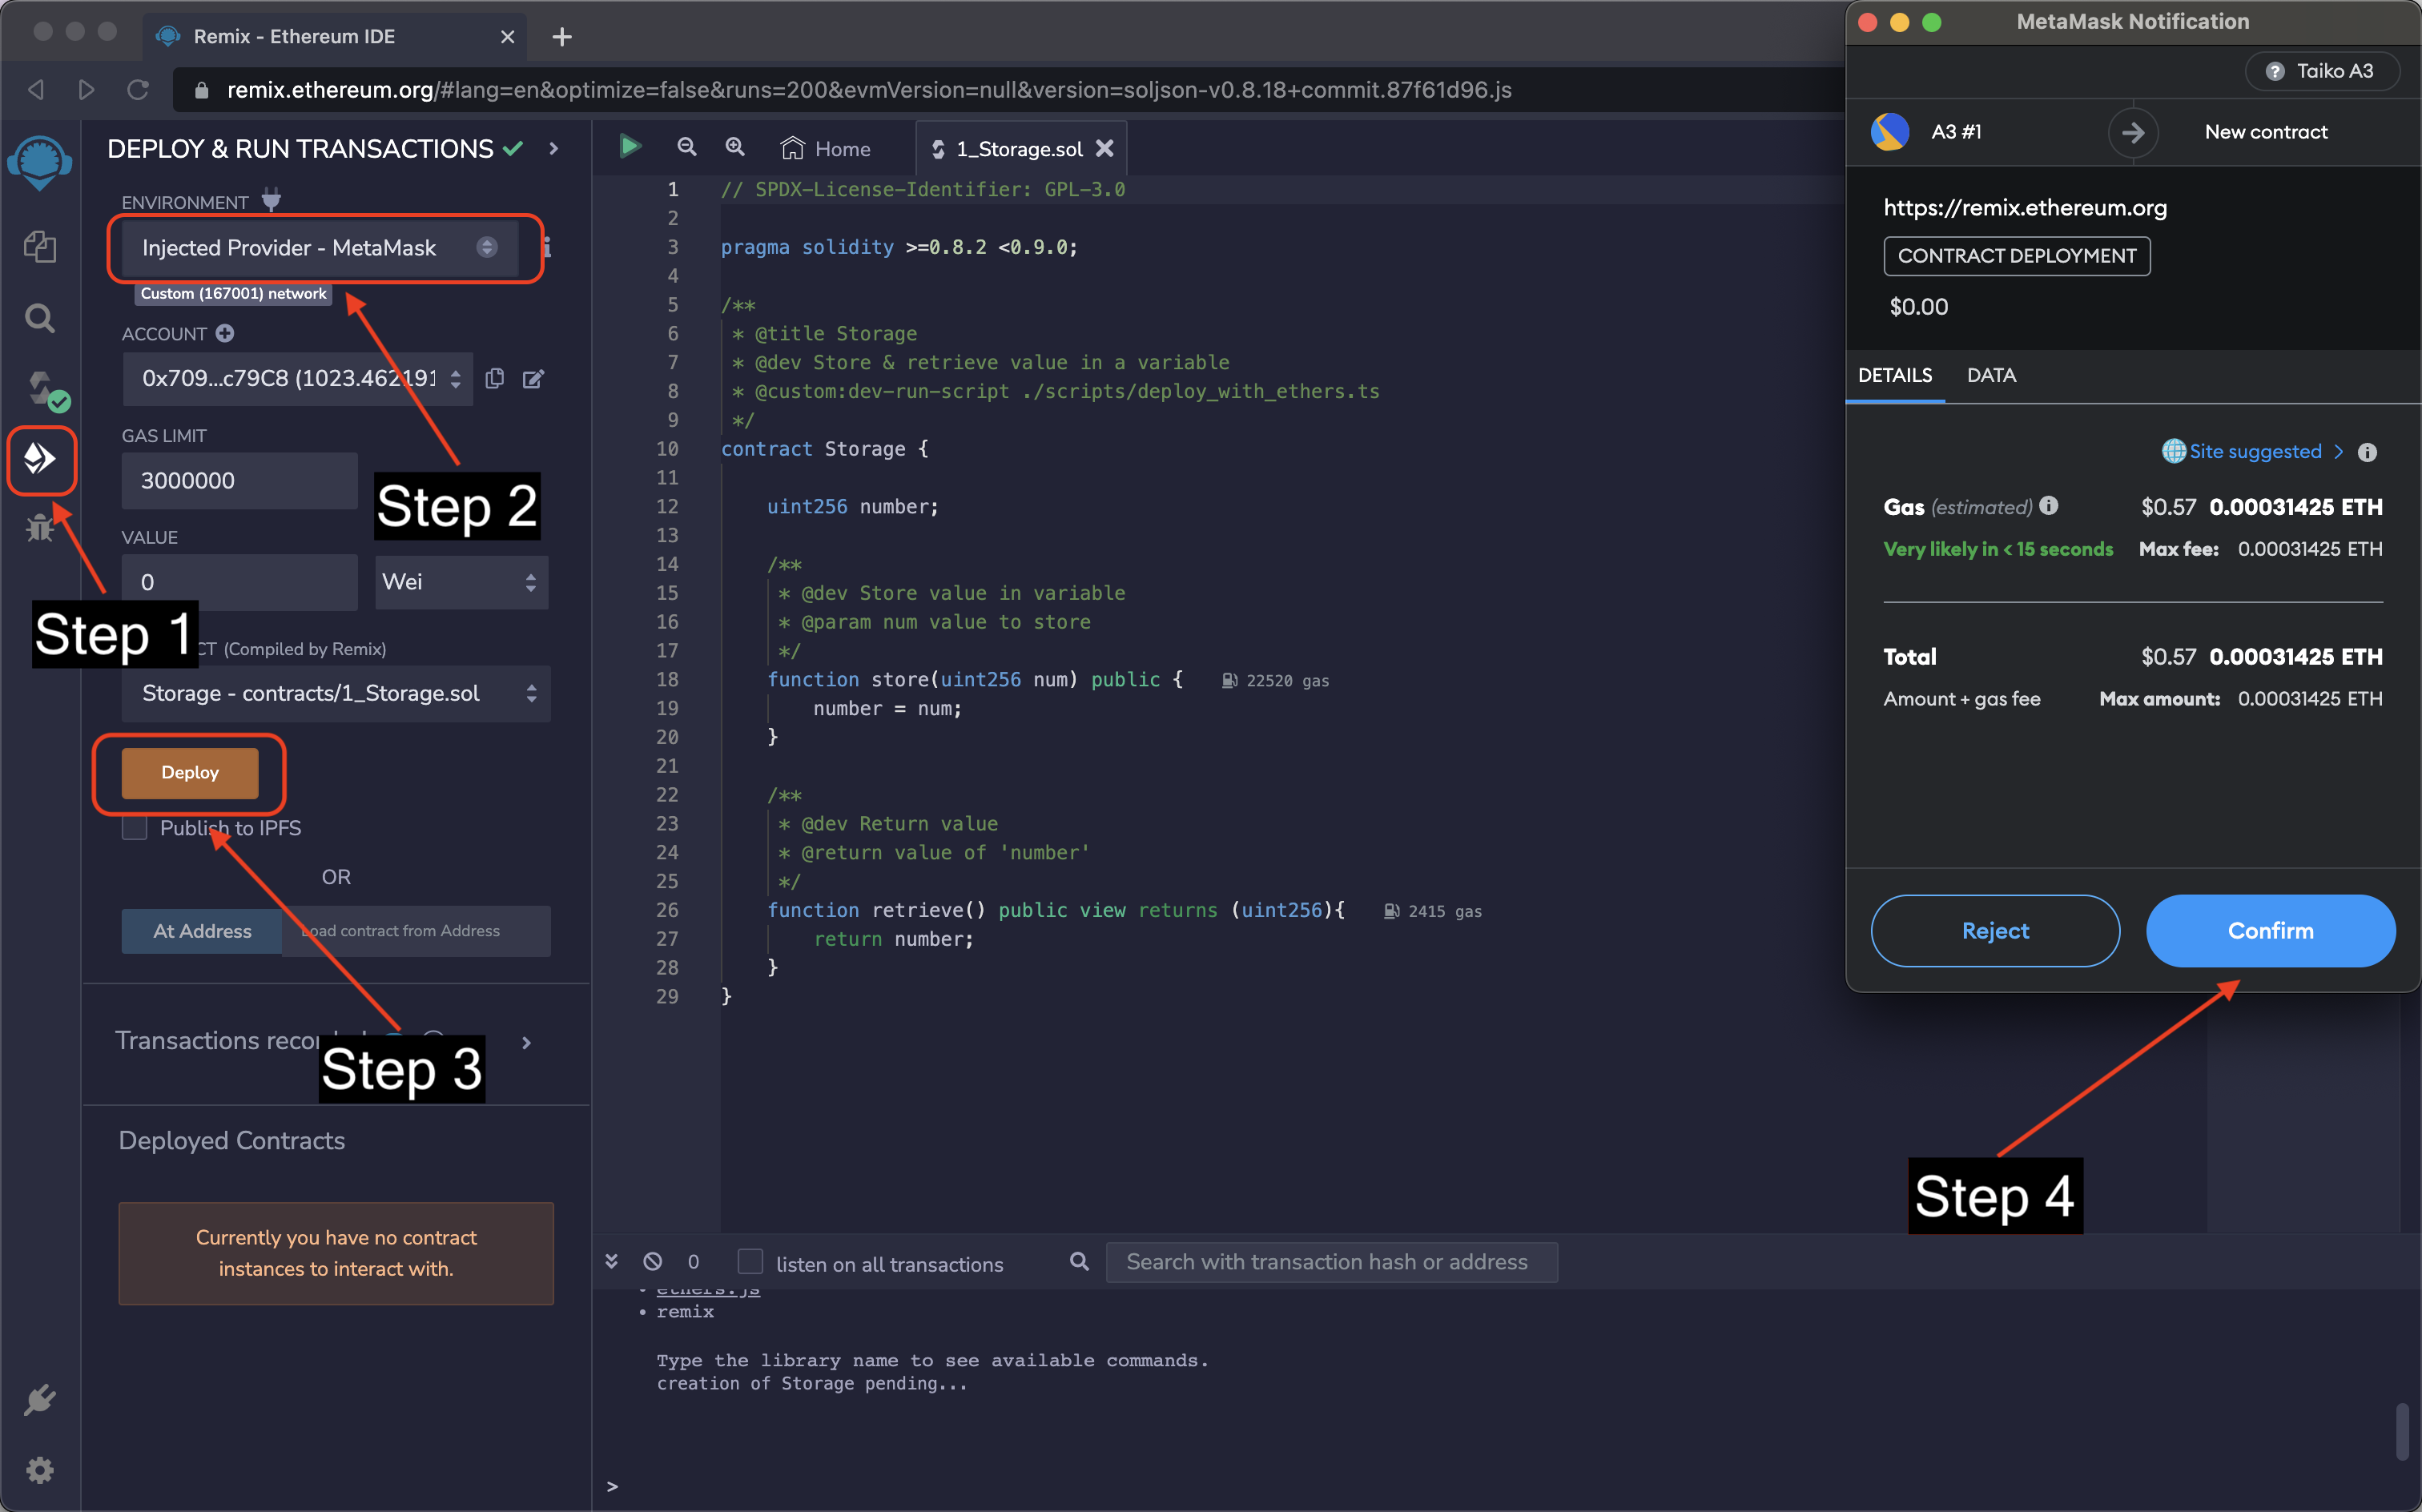 Remix - Ethereum IDE
remix.ethereum.org/#lang=en&optimize=false&runs=200&evmVersion=null&version=soljson-v0.8.18+commit.87f61d96.js
DEPLOY & RUN TRANSACTIONS
ENVIRONMENT
Injected Provider - MetaMask
Custom (167001) network
ACCOUNT
0x709...c79C8 (1023.462191
GAS LIMIT
3000000
Step 2
VALUE
0
Wei
Step 1
(Compiled by Remix)
Storage - contracts/1_Storage.sol
Deploy
Publish to IPFS
OR
At Address
Load contract from Address
Transactions
Step 3
Deployed Contracts
Currently you have no contract
instances to interact with.
Home
1_Storage.sol
1 // SPDX-License-Identifier: GPL-3.0
2
3 pragma solidity >=0.8.2 <0.9.0;
4
5 /**
6 * @title Storage
7 * @dev Store & retrieve value in a variable
8 * @custom:dev-run-script ./scripts/deploy_with_ethers.ts
9 */
10 contract Storage {
11
12 uint256 number;
13
14 /**
15 * @dev Store value in variable
16 * @param num value to store
17 */
18 function store(uint256 num) public { 22520 gas
19 number = num;
20 }
21
22 /**
23 * @dev Return value
24 * @return value of 'number'
25 */
26 function retrieve() public view returns (uint256){ 2415 gas
27 return number;
28 }
29 }
0
listen on all transactions
Search with transaction hash or address
• ethers.js
• remix
Type the library name to see available commands.
creation of Storage pending...
>
MetaMask Notification
? Taiko A3
A3 #1
New contract
https://remix.ethereum.org
CONTRACT DEPLOYMENT
$0.00
DETAILS
DATA
Site suggested >
Gas (estimated) $0.57 0.00031425 ETH
Very likely in < 15 seconds Max fee: 0.00031425 ETH
Total $0.57 0.00031425 ETH
Amount + gas fee Max amount: 0.00031425 ETH
Reject
Confirm
Step 4